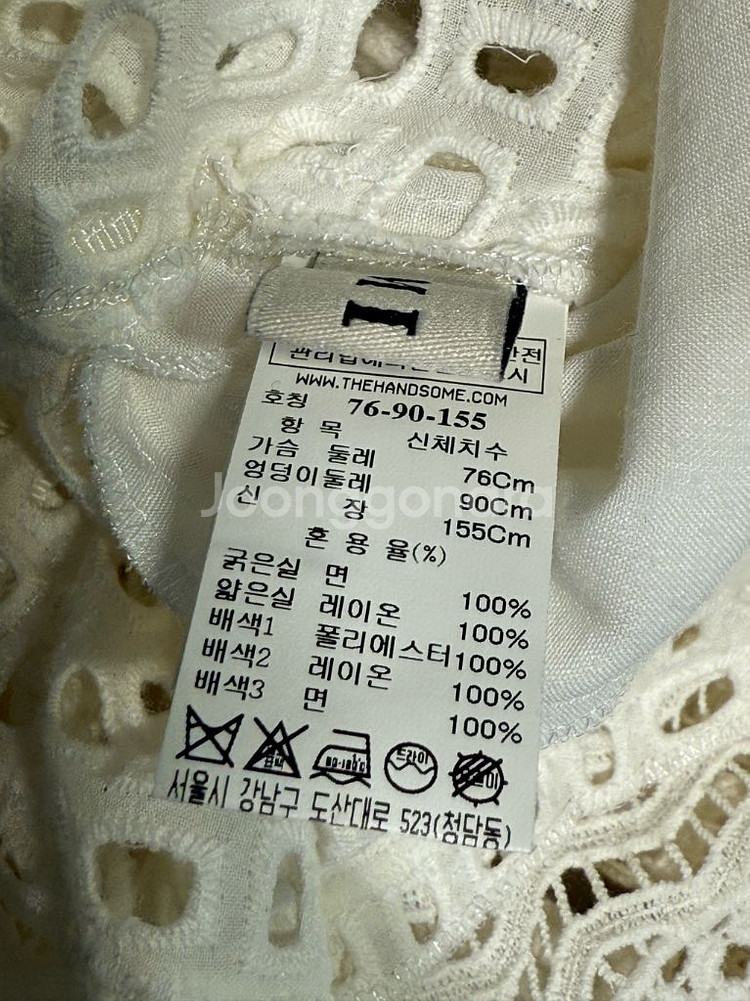 전
시
WWW.THEHANDSOME.COM
호칭 76-90-155
항 목 신체치수
가슴 둘레 76Cm
엉덩이둘레 90Cm
신 장 155Cm
혼 용 율(%)
굵은실 면 100%
얇은실 레이온 100%
배색1 폴리에스터 100%
배색2 레이온 100%
배색3 면 100%
드라이
서울시 강남구 도산대로 523(청담동)
Joonggonara